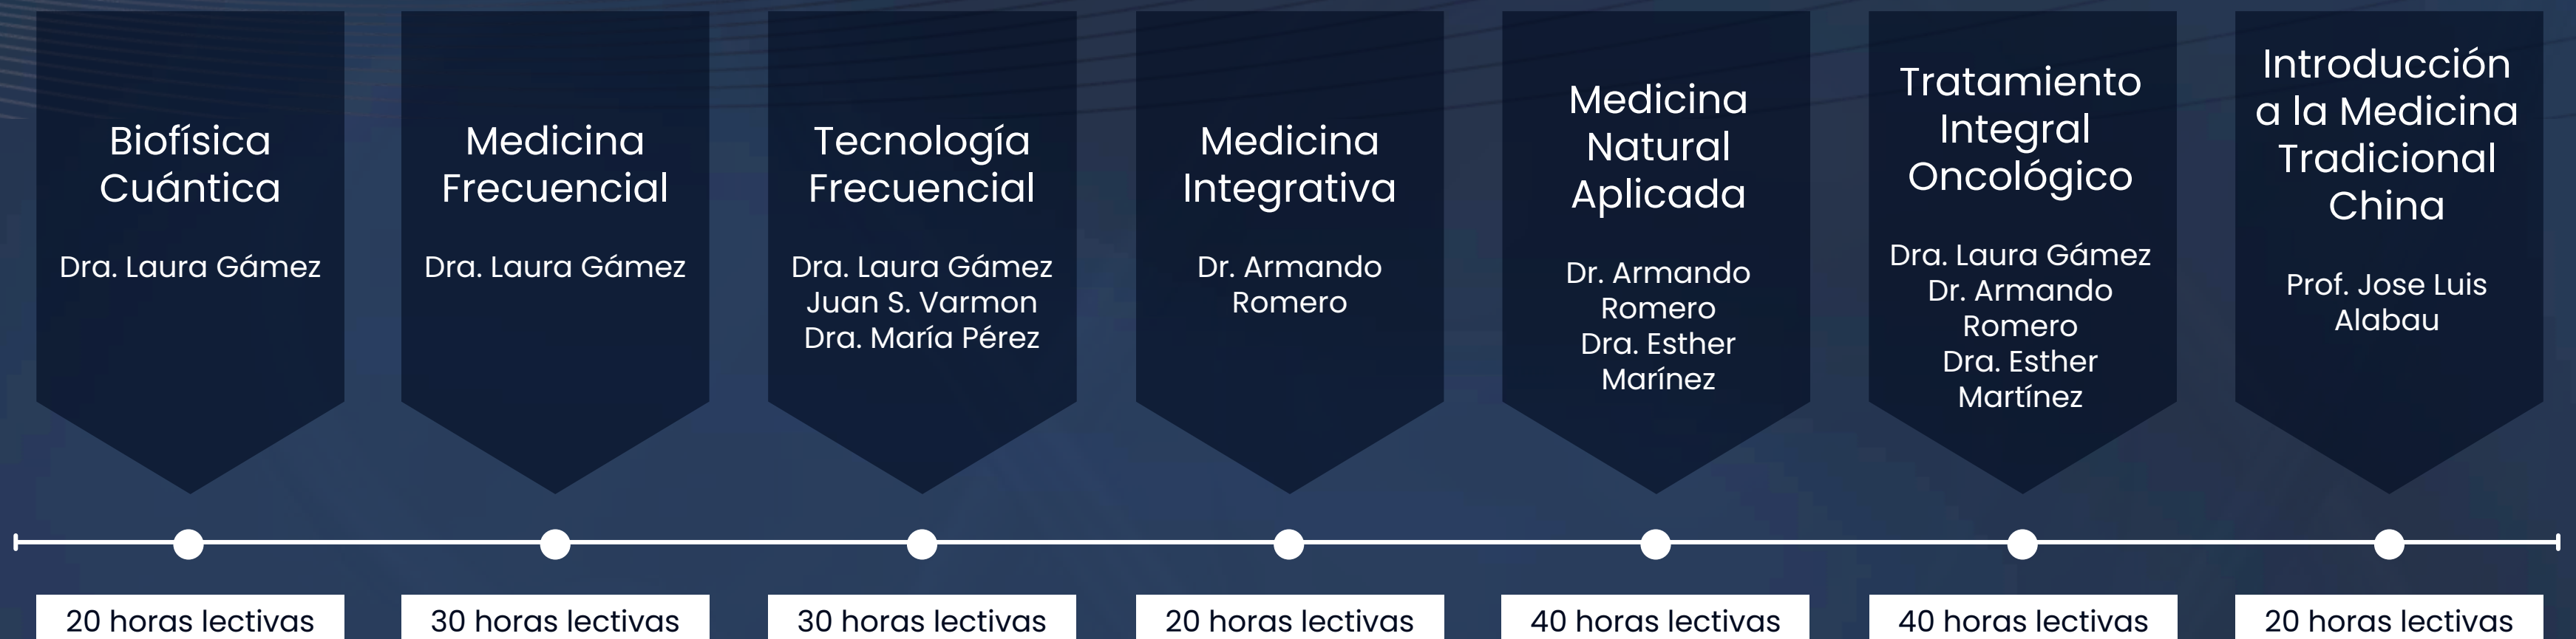 Biofísica
Cuántica
Dra. Laura Gámez
20 horas lectivas
Medicina
Frecuencial
Dra. Laura Gámez
30 horas lectivas
Tecnología
Frecuencial
Dra. Laura Gámez
Juan S. Varmon
Dra. María Pérez
30 horas lectivas
Medicina
Integrativa
Dr. Armando
Romero
20 horas lectivas
Medicina
Natural
Aplicada
Dr. Armando
Romero
Dra. Esther
Marínez
40 horas lectivas
Tratamiento
Integral
Oncológico
Dra. Laura Gámez
Dr. Armando
Romero
Dra. Esther
Martínez
40 horas lectivas
Introducción
a la Medicina
Tradicional
China
Prof. Jose Luis
Alabau
20 horas lectivas